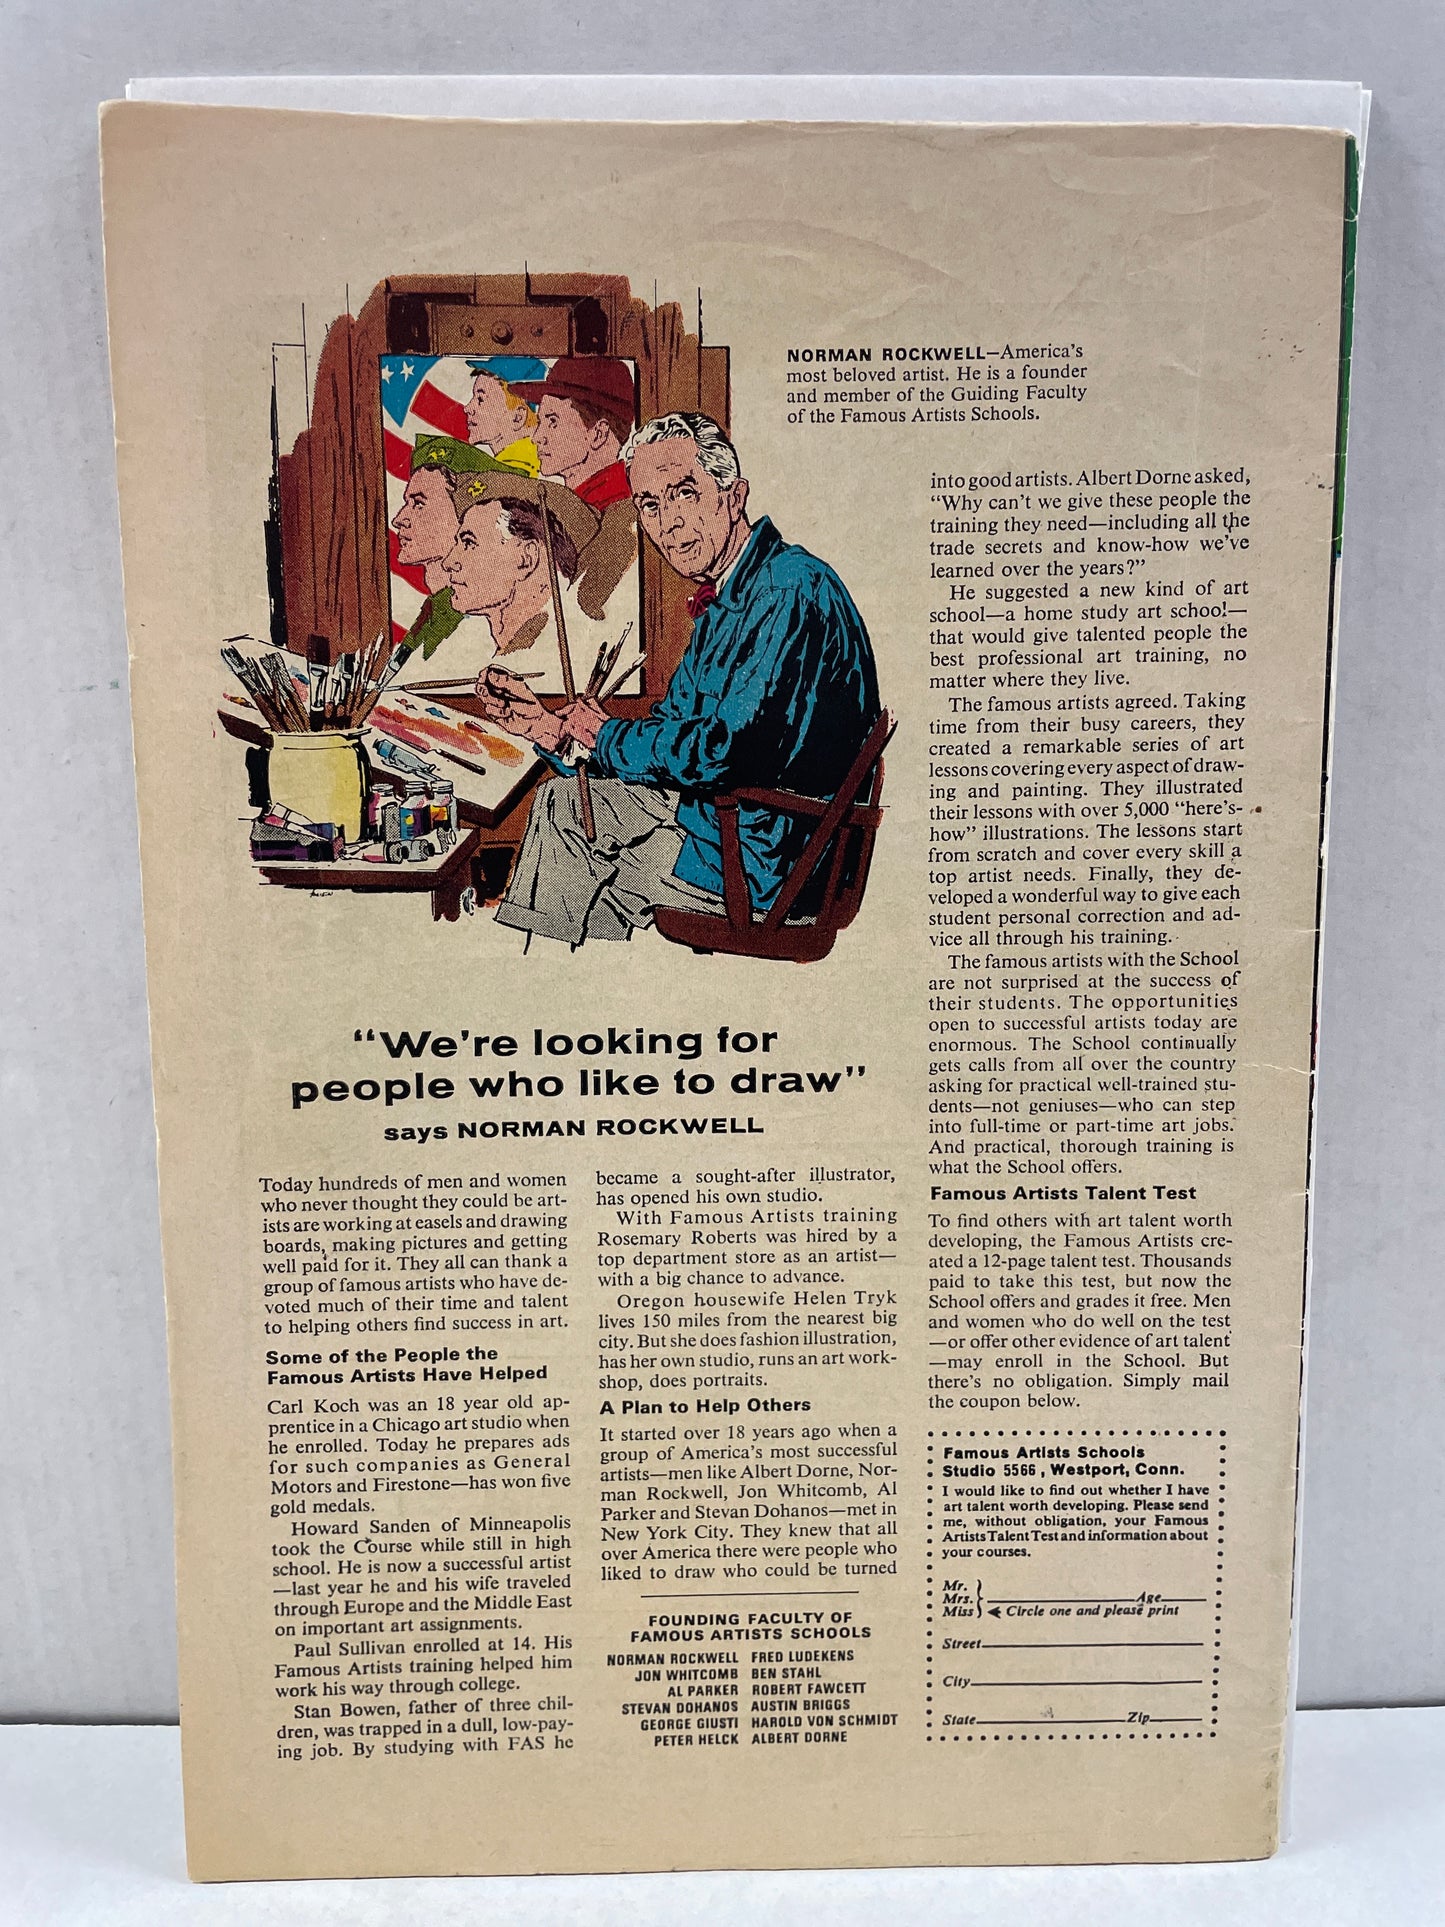 NORMAN ROCKWELL—America's
most beloved artist. He is a founder
and member of the Guiding Faculty
of the Famous Artists Schools.
"We're looking for
people who like to draw"
says NORMAN ROCKWELL
Today hundreds of men and women
who never thought they could be art-
ists are working at easels and drawing
boards, making pictures and getting
well paid for it. They all can thank a
group of famous artists who have de-
voted much of their time and talent
to helping others find success in art.
Some of the People the
Famous Artists Have Helped
Carl Koch was an 18 year old ap-
prentice in a Chicago art studio when
he enrolled. Today he prepares ads
for such companies as General
Motors and Firestone—has won five
gold medals.
Howard Sanden of Minneapolis
took the Course while still in high
school. He is now a successful artist
—last year he and his wife traveled
through Europe and the Middle East
on important art assignments.
Paul Sullivan enrolled at 14. His
Famous Artists training helped him
work his way through college.
Stan Bowen, father of three chil-
dren, was trapped in a dull, low-pay-
ing job. By studying with FAS he
became a sought-after illustrator,
has opened his own studio.
With Famous Artists training
Rosemary Roberts was hired by a
top department store as an artist—
with a big chance to advance.
Oregon housewife Helen Tryk
lives 150 miles from the nearest big
city. But she does fashion illustration,
has her own studio, runs an art work-
shop, does portraits.
A Plan to Help Others
It started over 18 years ago when a
group of America's most successful
artists—men like Albert Dorne, Nor-
man Rockwell, Jon Whitcomb, Al
Parker and Stevan Dohanos—met in
New York City. They knew that all
over America there were people who
liked to draw who could be turned
FOUNDING FACULTY OF
FAMOUS ARTISTS SCHOOLS
NORMAN ROCKWELL FRED LUDEKENS
JON WHITCOMB BEN STAHL
AL PARKER ROBERT FAWCETT
STEVAN DOHANOS AUSTIN BRIGGS
GEORGE GIUSTI HAROLD VON SCHMIDT
PETER HELCK ALBERT DORNE
into good artists. Albert Dorne asked,
"Why can't we give these people the
training they need—including all the
trade secrets and know-how we've
learned over the years?"
He suggested a new kind of art
school—a home study art school—
that would give talented people the
best professional art training, no
matter where they live.
The famous artists agreed. Taking
time from their busy careers, they
created a remarkable series of art
lessons covering every aspect of draw-
ing and painting. They illustrated
their lessons with over 5,000 "here's-
how" illustrations. The lessons start
from scratch and cover every skill a
top artist needs. Finally, they de-
veloped a wonderful way to give each
student personal correction and ad-
vice all through his training.
The famous artists with the School
are not surprised at the success of
their students. The opportunities
open to successful artists today are
enormous. The School continually
gets calls from all over the country
asking for practical well-trained stu-
dents—not geniuses—who can step
into full-time or part-time art jobs.
And practical, thorough training is
what the School offers.
Famous Artists Talent Test
To find others with art talent worth
developing, the Famous Artists cre-
ated a 12-page talent test. Thousands
paid to take this test, but now the
School offers and grades it free. Men
and women who do well on the test
—or offer other evidence of art talent
—may enroll in the School. But
there's no obligation. Simply mail
the coupon below.
Famous Artists Schools
Studio 5566, Westport, Conn.
I would like to find out whether I have
art talent worth developing. Please send
me, without obligation, your Famous
Artists Talent Test and information about
your courses.
Mr.
Mrs. Age
Miss Circle one and please print
Street
City
State Zip